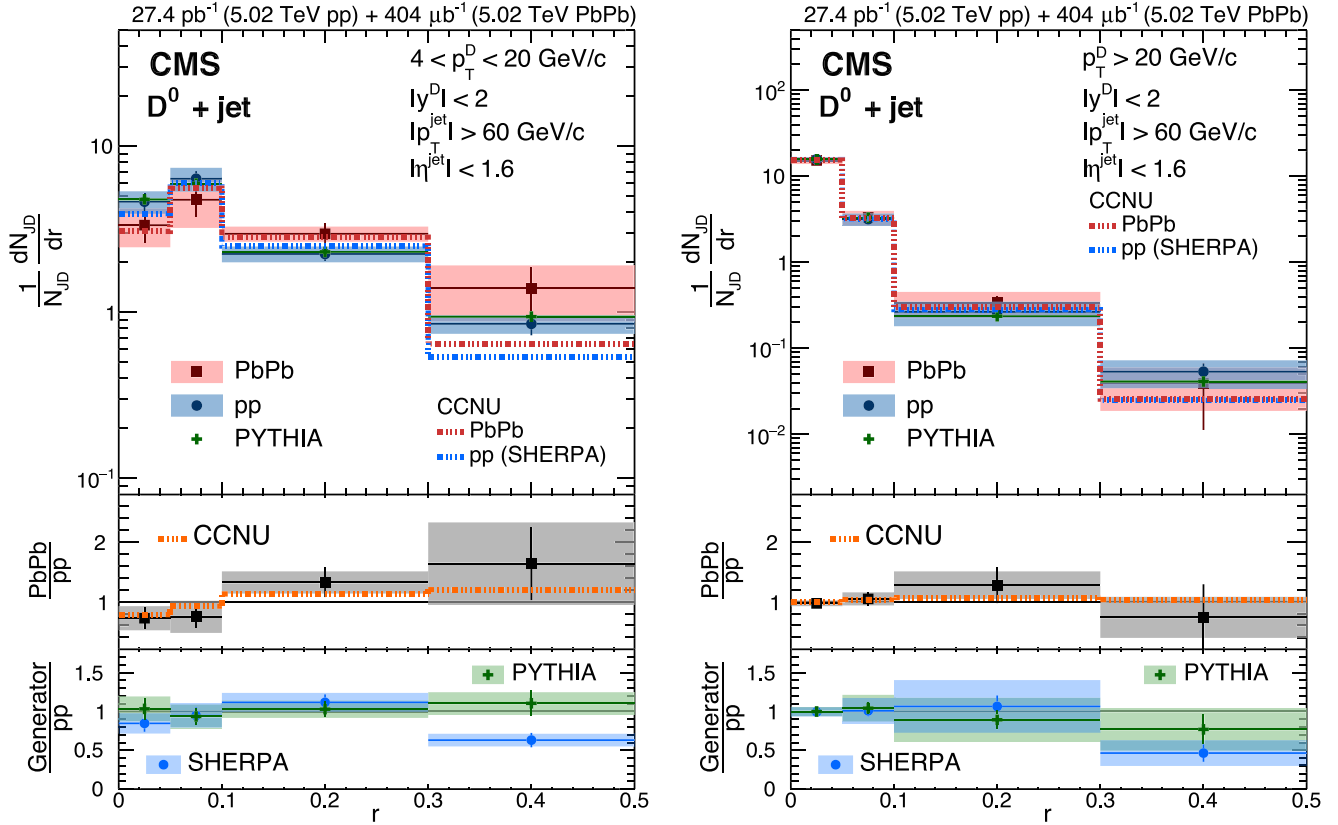 27.4 pb⁻¹ (5.02 TeV pp) + 404 μb⁻¹ (5.02 TeV PbPb)
CMS
D⁰ + jet
4 < p_T^D < 20 GeV/c
|y^D| < 2
|p_T^jet| > 60 GeV/c
|η^jet| < 1.6
1/N_JD dN_JD/dr
10
1
10⁻¹
PbPb
pp
PYTHIA
CCNU
PbPb
pp (SHERPA)
PbPb/pp
2
1
CCNU
Generator/pp
1.5
1
0.5
0
PYTHIA
SHERPA
0 0.1 0.2 0.3 0.4 0.5
r
27.4 pb⁻¹ (5.02 TeV pp) + 404 μb⁻¹ (5.02 TeV PbPb)
CMS
D⁰ + jet
p_T^D > 20 GeV/c
|y^D| < 2
|p_T^jet| > 60 GeV/c
|η^jet| < 1.6
CCNU
PbPb
pp (SHERPA)
1/N_JD dN_JD/dr
10²
10
1
10⁻¹
10⁻²
PbPb
pp
PYTHIA
PbPb/pp
2
1
CCNU
Generator/pp
1.5
1
0.5
0
PYTHIA
SHERPA
0 0.1 0.2 0.3 0.4 0.5
r